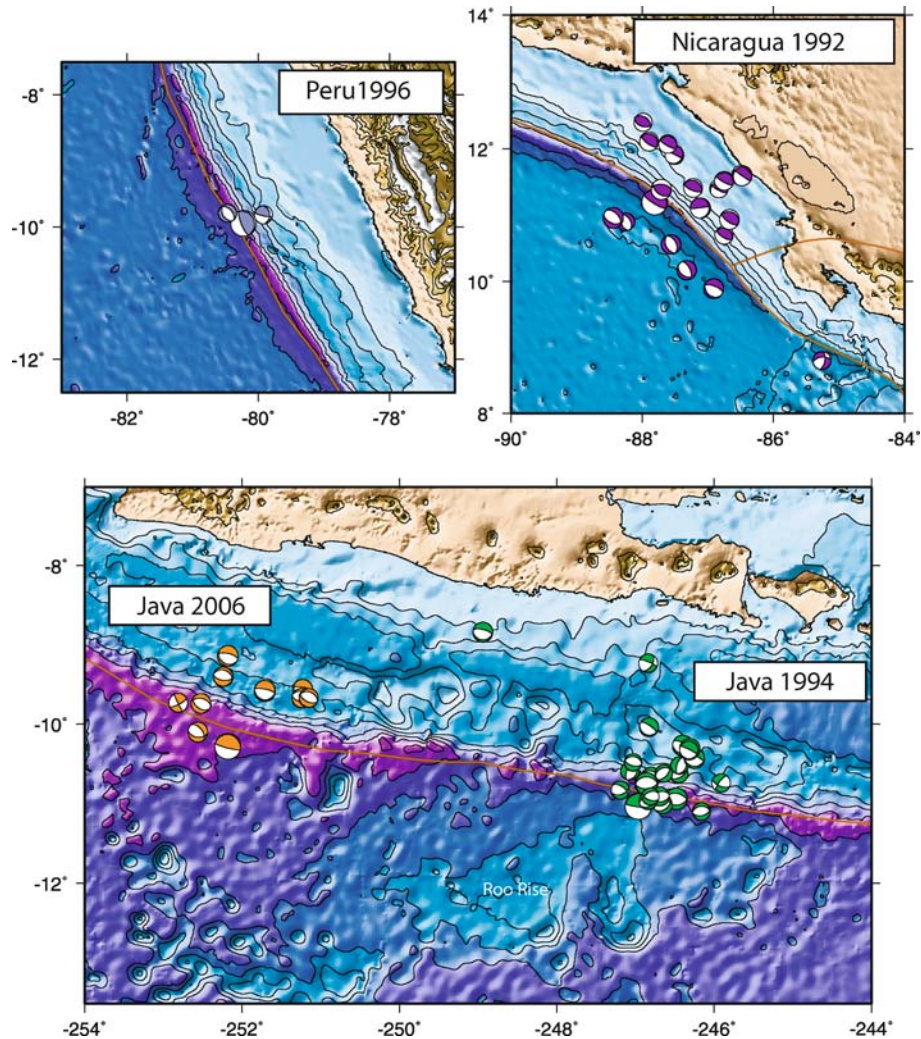 Peru1996
-8˚
-10˚
-12˚
-82˚ -80˚ -78˚
Nicaragua 1992
14˚
12˚
10˚
8˚
-90˚ -88˚ -86˚ -84˚
Java 2006
Java 1994
Roo Rise
-8˚
-10˚
-12˚
-254˚ -252˚ -250˚ -248˚ -246˚ -244˚